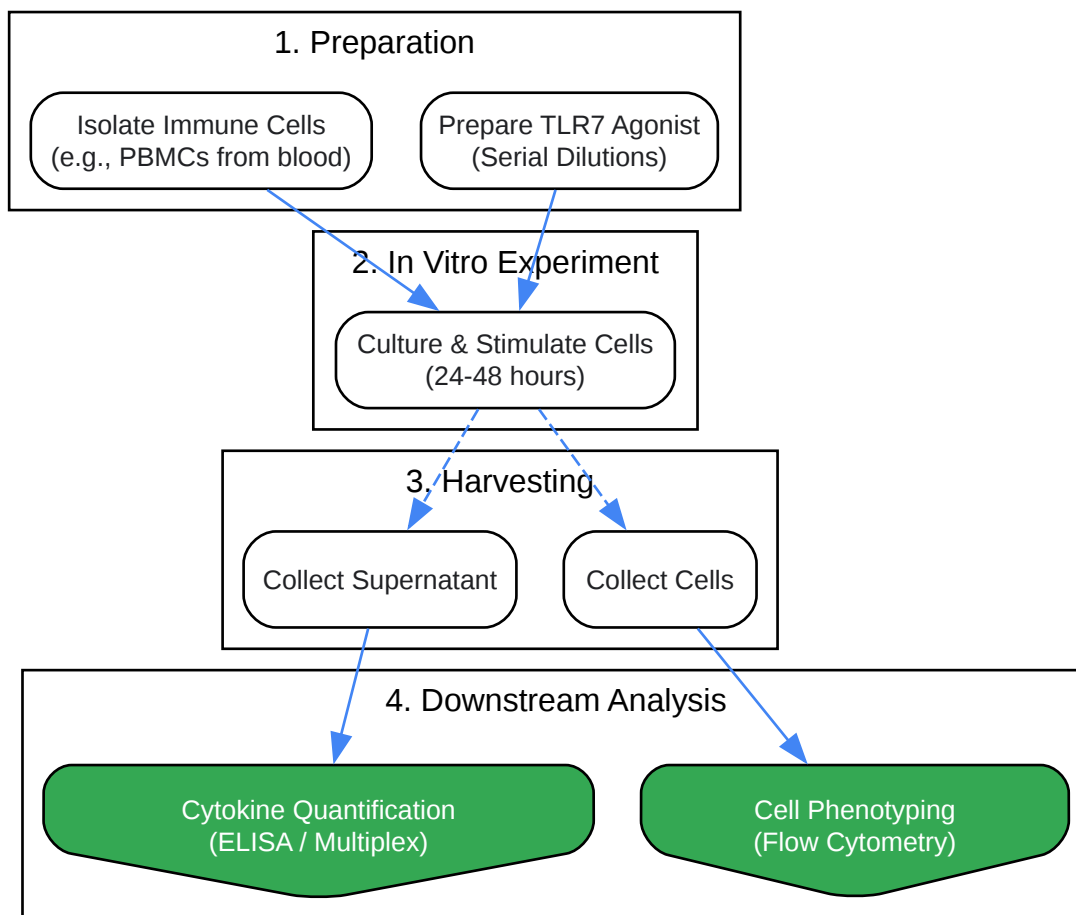 1. Preparation
Isolate Immune Cells
(e.g., PBMCs from blood)
Prepare TLR7 Agonist
(Serial Dilutions)
2. In Vitro Experiment
Culture & Stimulate Cells
(24-48 hours)
3. Harvesting
Collect Supernatant
Collect Cells
4. Downstream Analysis
Cytokine Quantification
(ELISA / Multiplex)
Cell Phenotyping
(Flow Cytometry)